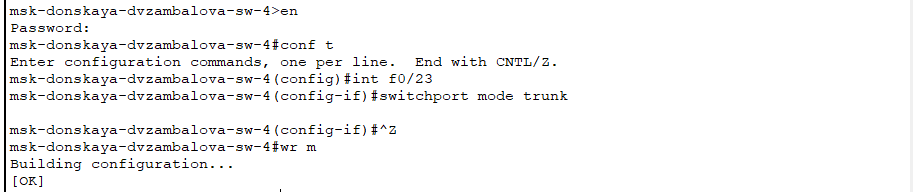 msk-donskaya-dvzambalova-sw-4>en
Password:
msk-donskaya-dvzambalova-sw-4#conf t
Enter configuration commands, one per line.  End with CNTL/Z.
msk-donskaya-dvzambalova-sw-4(config)#int f0/23
msk-donskaya-dvzambalova-sw-4(config-if)#switchport mode trunk
msk-donskaya-dvzambalova-sw-4(config-if)#^Z
msk-donskaya-dvzambalova-sw-4#wr m
Building configuration...
[OK]